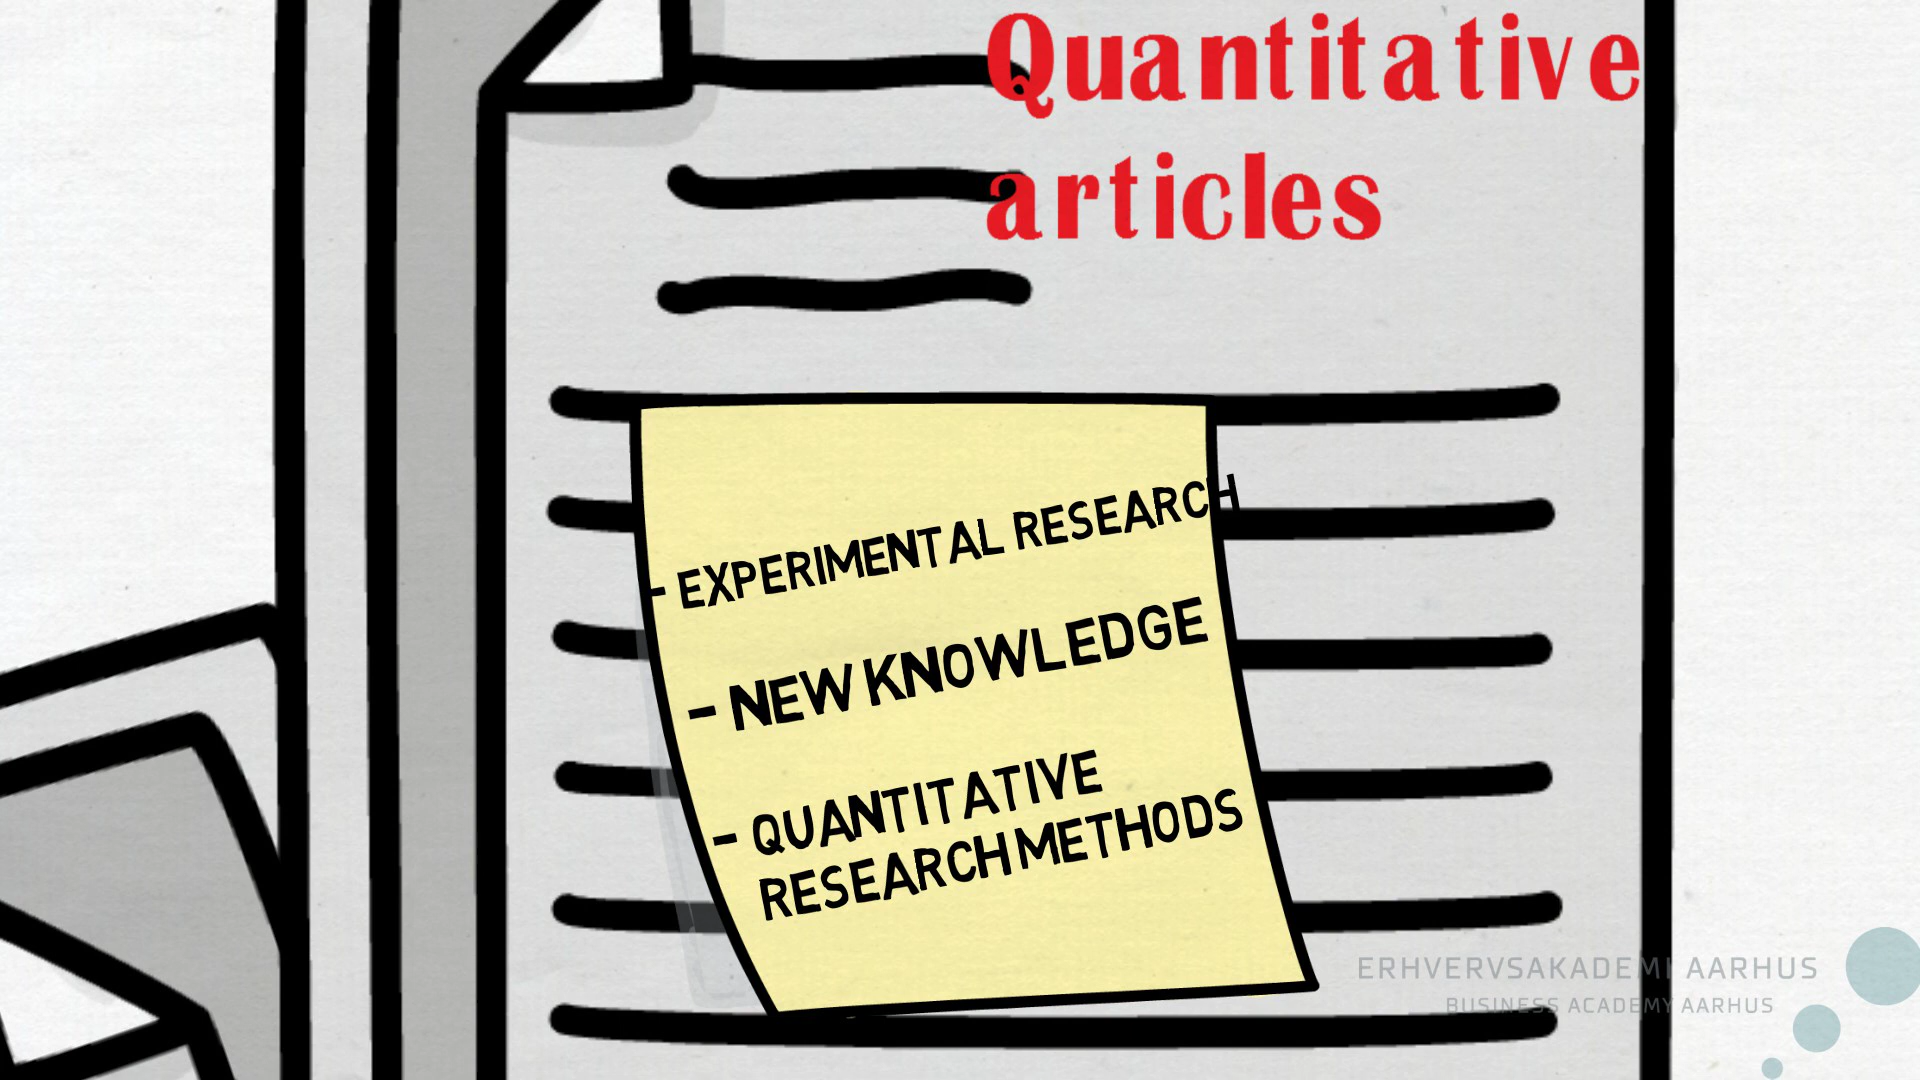 Quantitative
articles
- EXPERIMENTAL RESEARCH
- NEW KNOWLEDGE
- QUANTITATIVE
RESEARCH METHODS
ERHVERVSAKADEMI AARHUS
BUSINESS ACADEMY AARHUS